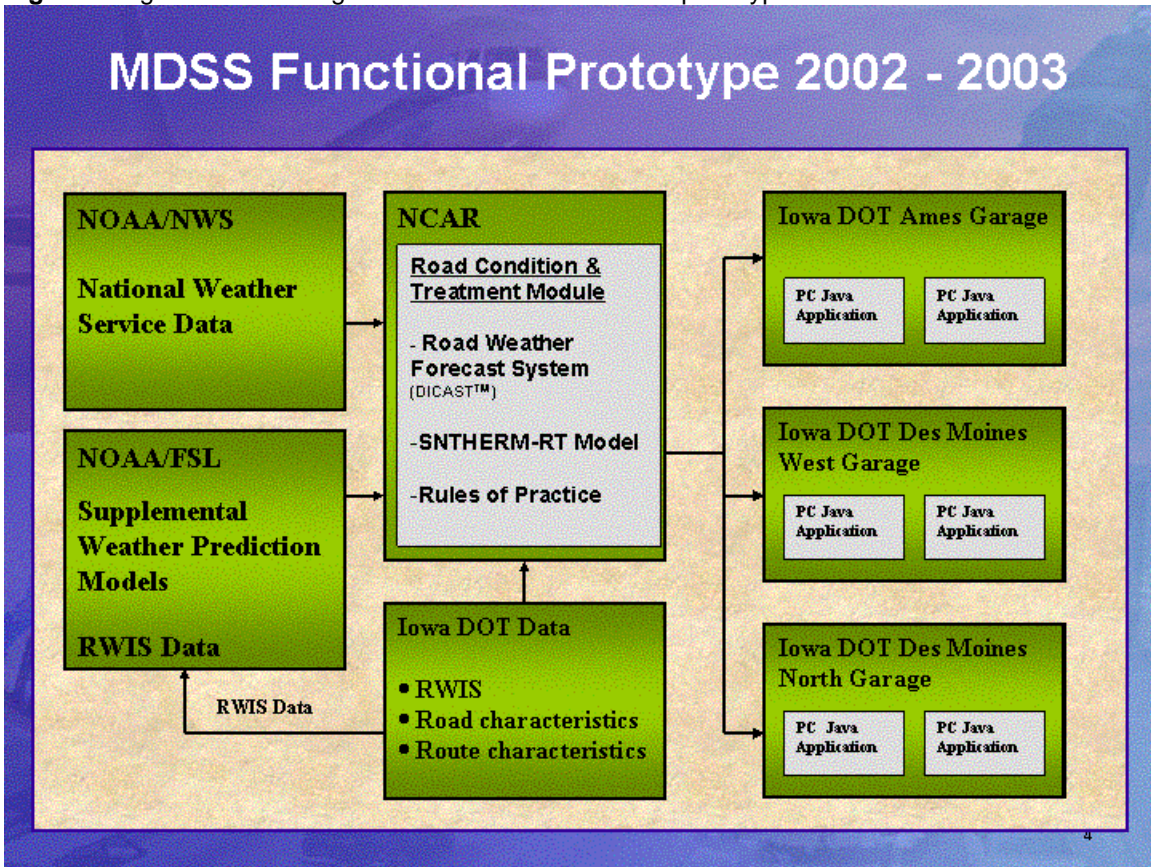 MDSS Functional Prototype 2002 - 2003
NOAA/NWS
National Weather
Service Data
NOAA/FSL
Supplemental
Weather Prediction
Models
RWIS Data
RWIS Data
NCAR
Road Condition &
Treatment Module
- Road Weather
Forecast System
(DICAST™)
-SNTHERM-RT Model
-Rules of Practice
Iowa DOT Data
• RWIS
• Road characteristics
• Route characteristics
Iowa DOT Ames Garage
PC Java
Application
PC Java
Application
Iowa DOT Des Moines
West Garage
PC Java
Application
PC Java
Application
Iowa DOT Des Moines
North Garage
PC Java
Application
PC Java
Application
4